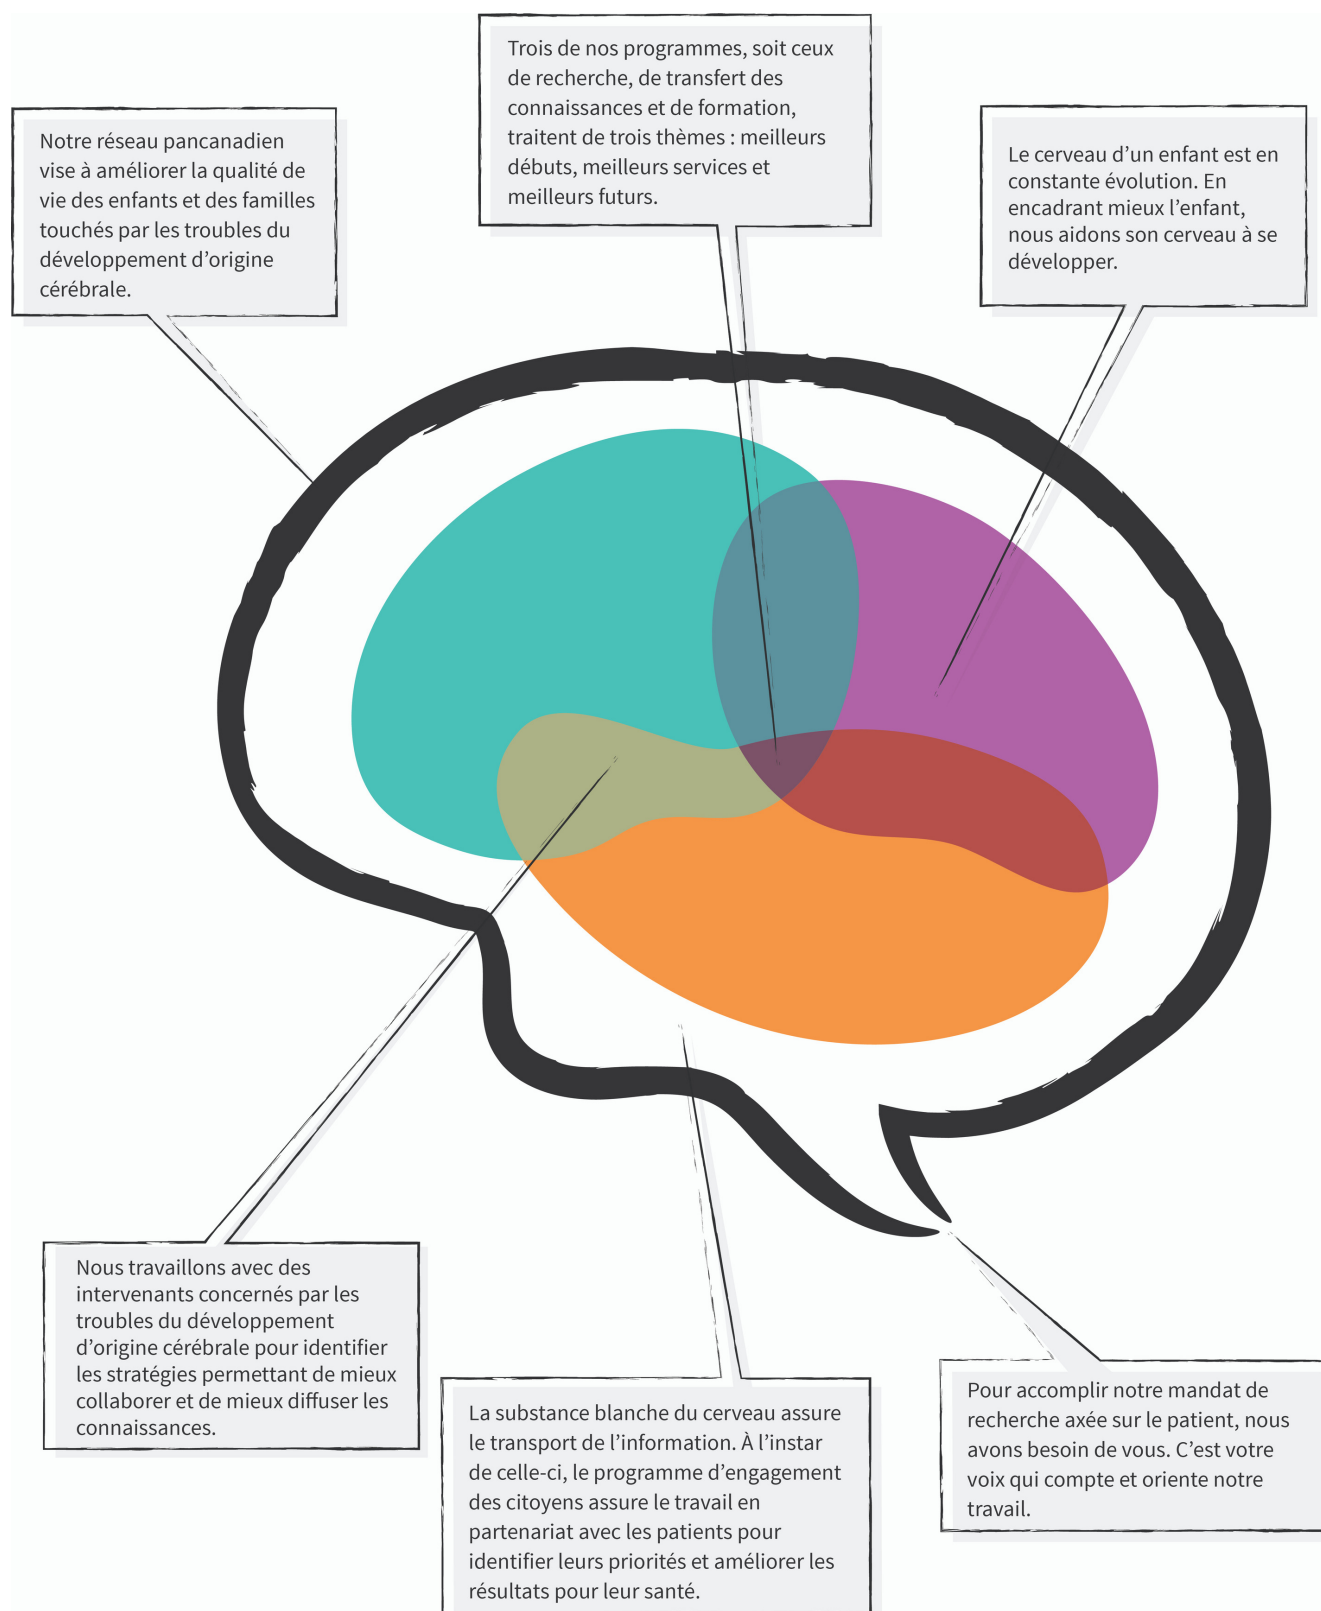 Notre réseau pancanadien
vise à améliorer la qualité de
vie des enfants et des familles
touchés par les troubles du
développement d’origine
cérébrale.
Trois de nos programmes, soit ceux
de recherche, de transfert des
connaissances et de formation,
traitent de trois thèmes : meilleurs
débuts, meilleurs services et
meilleurs futurs.
Le cerveau d’un enfant est en
constante évolution. En
encadrant mieux l’enfant,
nous aidons son cerveau à se
développer.
Nous travaillons avec des
intervenants concernés par les
troubles du développement
d’origine cérébrale pour identifier
les stratégies permettant de mieux
collaborer et de mieux diffuser les
connaissances.
La substance blanche du cerveau assure
le transport de l’information. À l’instar
de celle-ci, le programme d’engagement
des citoyens assure le travail en
partenariat avec les patients pour
identifier leurs priorités et améliorer les
résultats pour leur santé.
Pour accomplir notre mandat de
recherche axée sur le patient, nous
avons besoin de vous. C’est votre
voix qui compte et oriente notre
travail.